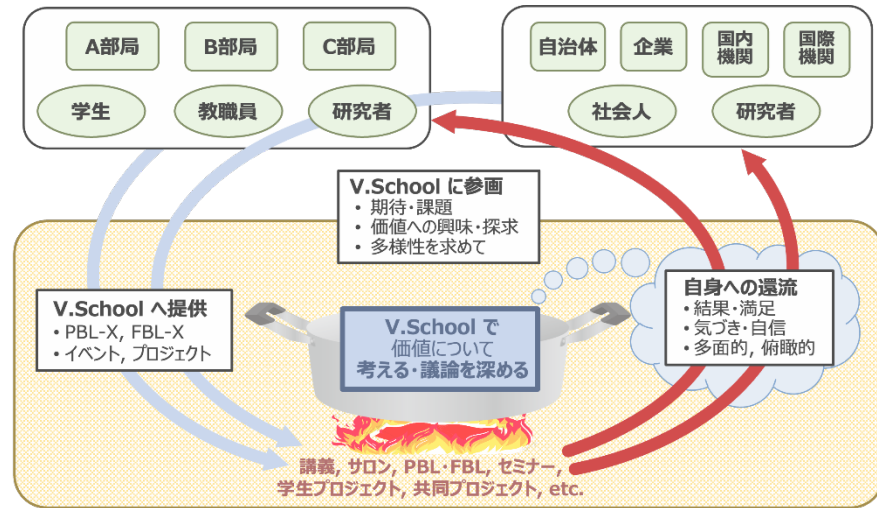 A部局
B部局
C部局
学生
教職員
研究者
自治体
企業
国内
機関
国際
機関
社会人
研究者
V.School に参画
• 期待・課題
• 価値への興味・探求
• 多様性を求めて
V.School へ提供
• PBL-X, FBL-X
• イベント, プロジェクト
V.School で
価値について
考える・議論を深める
自身への還流
• 結果・満足
• 気づき・自信
• 多面的, 俯瞰的
講義, サロン, PBL・FBL, セミナー,
学生プロジェクト, 共同プロジェクト, etc.